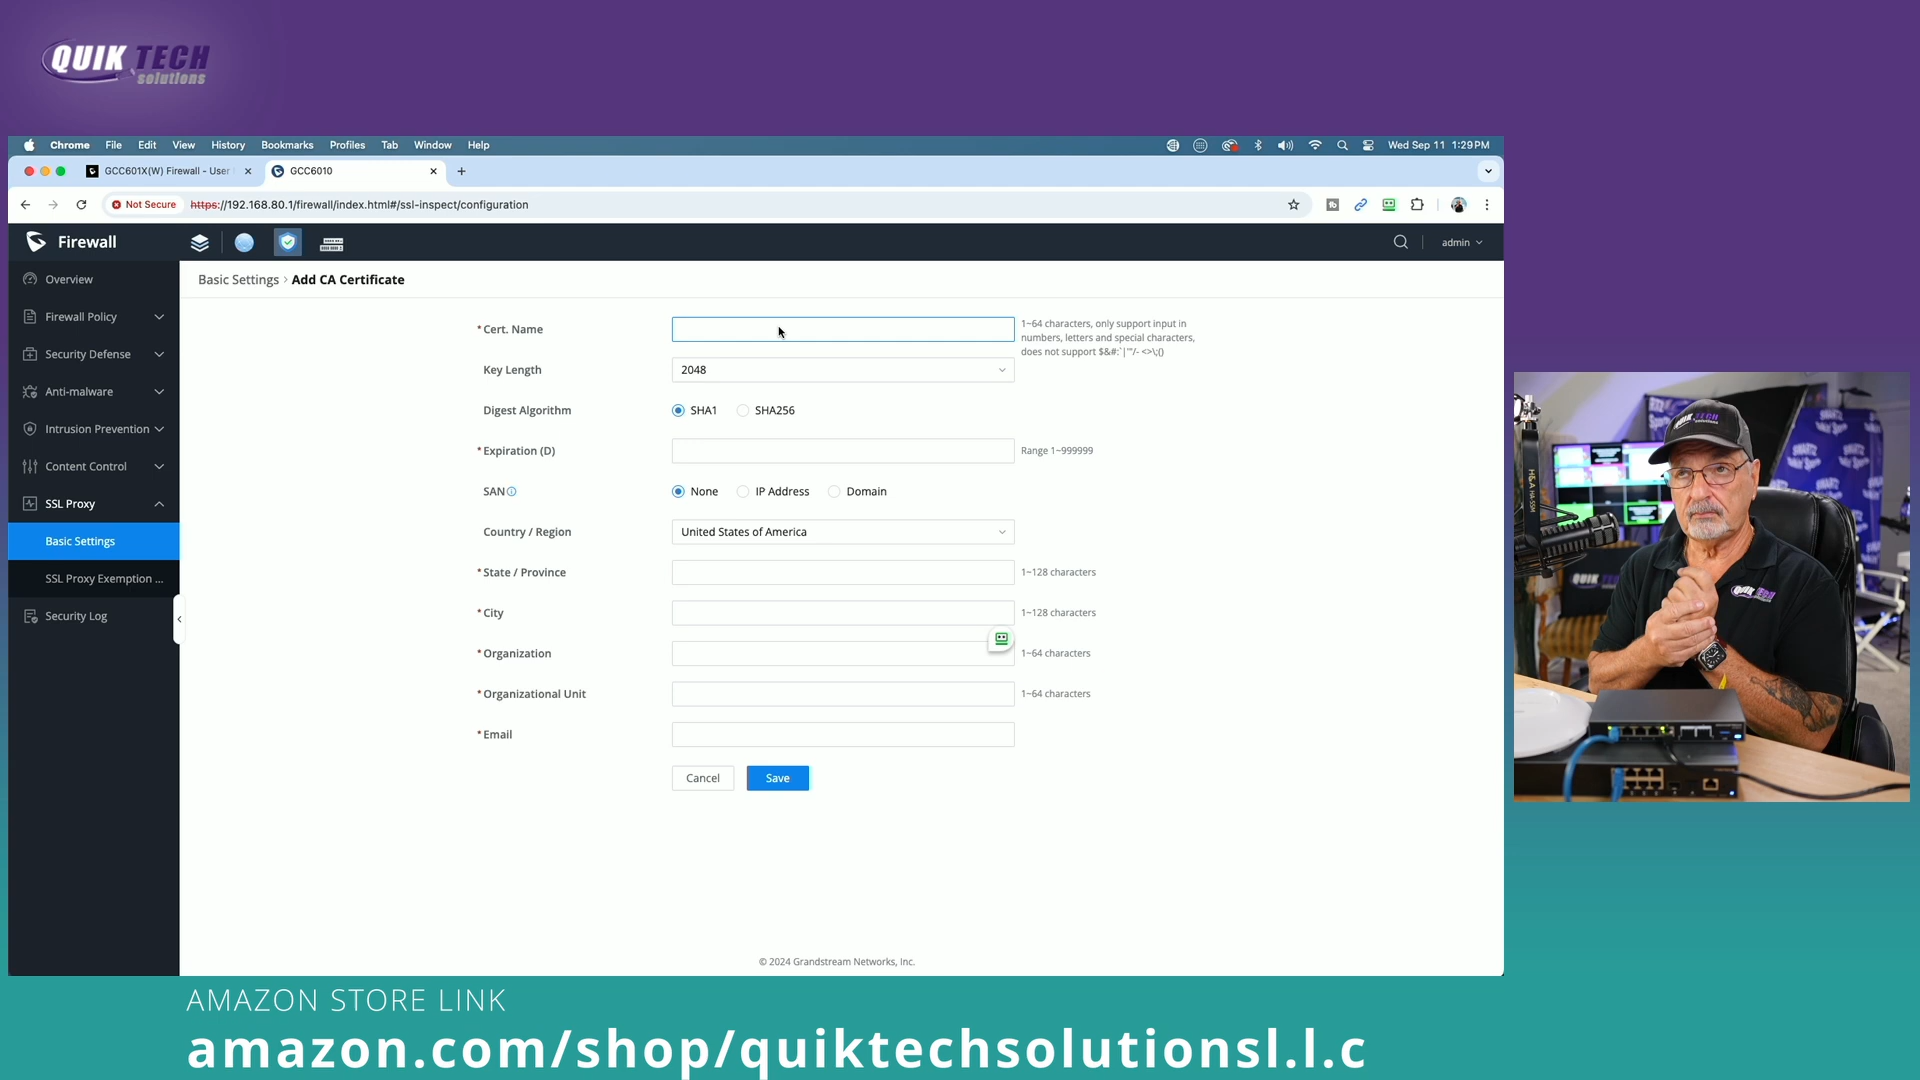 QUIK TECH
solutions
Chrome File Edit View History Bookmarks Profiles Tab Window Help
Wed Sep 11 1:29 PM
GCC601X(W) Firewall - User
GCC6010
Not Secure https://192.168.80.1/firewall/index.html#/ssl-inspect/configuration
Firewall
admin
Overview
Firewall Policy
Security Defense
Anti-malware
Intrusion Prevention
Content Control
SSL Proxy
Basic Settings
SSL Proxy Exemption ...
Security Log
Basic Settings › Add CA Certificate
*Cert. Name
1~64 characters, only support input in
numbers, letters and special characters,
does not support $&#:`|'"/- <>\;()
Key Length 2048
Digest Algorithm SHA1 SHA256
*Expiration (D) Range 1~999999
SAN None IP Address Domain
Country / Region United States of America
*State / Province 1~128 characters
*City 1~128 characters
*Organization 1~64 characters
*Organizational Unit 1~64 characters
*Email
Cancel Save
© 2024 Grandstream Networks, Inc.
QUIK TECH
QUIK TECH
AMAZON STORE LINK
amazon.com/shop/quiktechsolutionsl.l.c